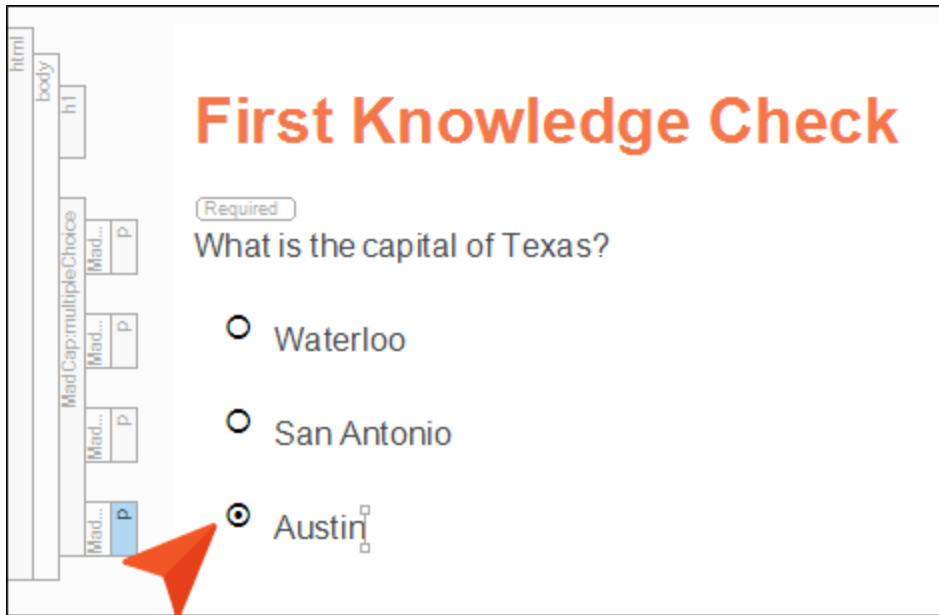 html
body
h1
First Knowledge Check
Required
MadCap:multipleChoice
Mad...
p
What is the capital of Texas?
Mad...
p
Waterloo
Mad...
p
San Antonio
Mad...
p
Austin